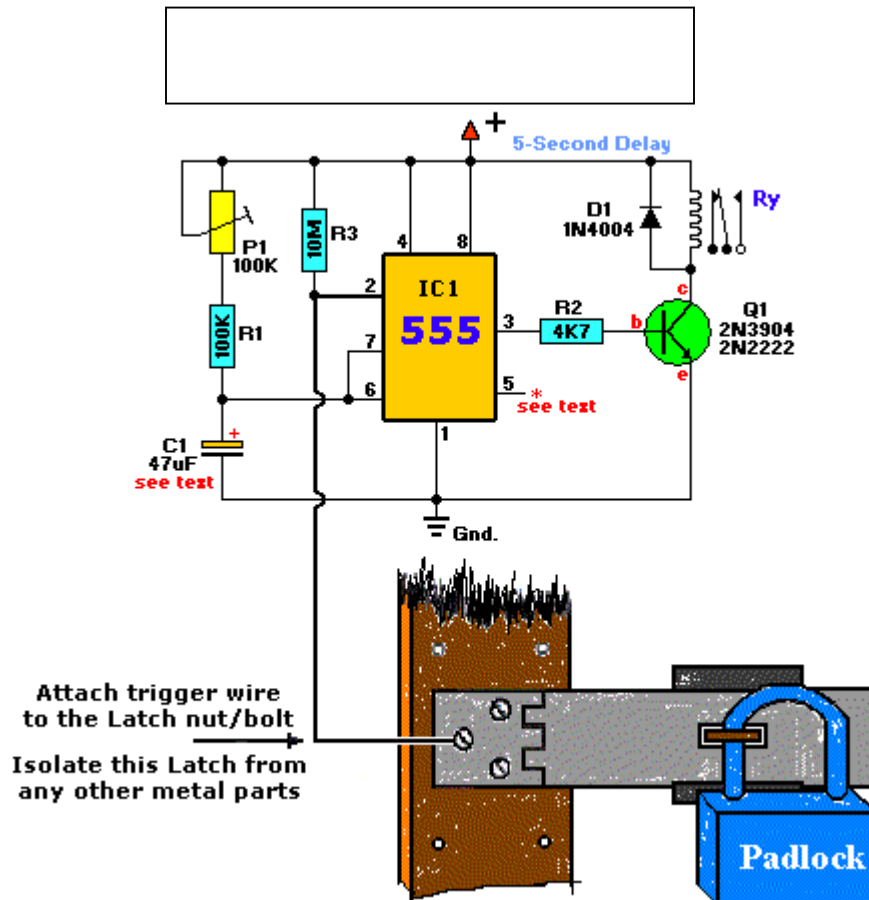 +
5-Second Delay
P1
100K
10M
R3
4
8
D1
1N4004
Ry
2
IC1
555
7
6
3
R2
4K7
b
c
e
Q1
2N3904
2N2222
100K
R1
5
*
see text
1
+
C1
47uF
see text
Gnd.
Attach trigger wire
to the Latch nut/bolt
Isolate this Latch from
any other metal parts
Padlock